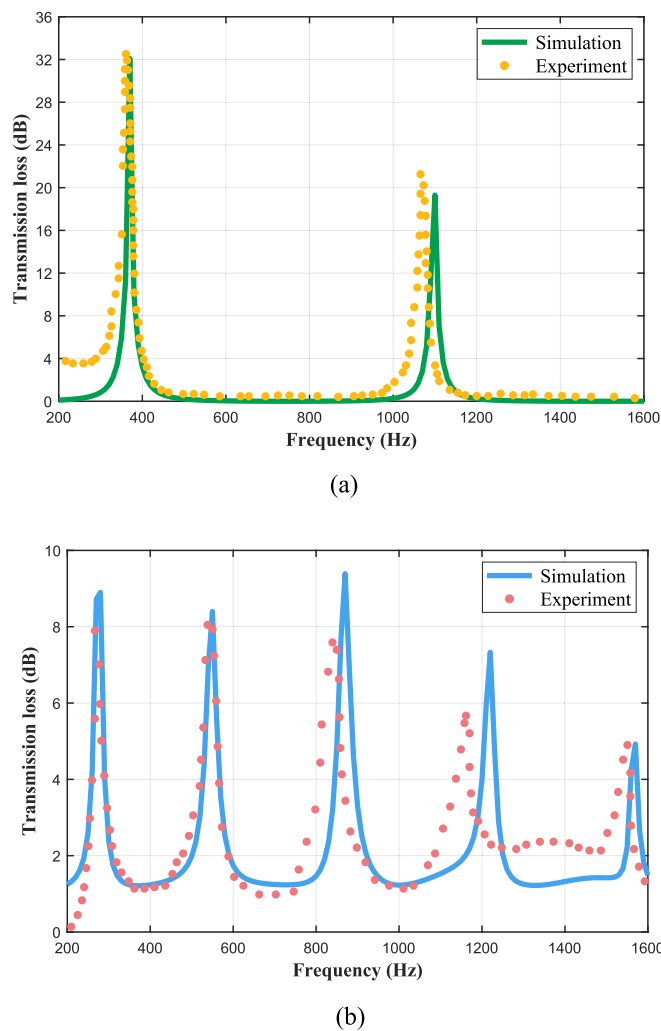 36
32
28
24
20
16
12
8
4
0
Transmission loss (dB)
Simulation
Experiment
200 400 600 800 1000 1200 1400 1600
Frequency (Hz)
(a)
10
8
6
4
2
0
Transmission loss (dB)
Simulation
Experiment
200 400 600 800 1000 1200 1400 1600
Frequency (Hz)
(b)